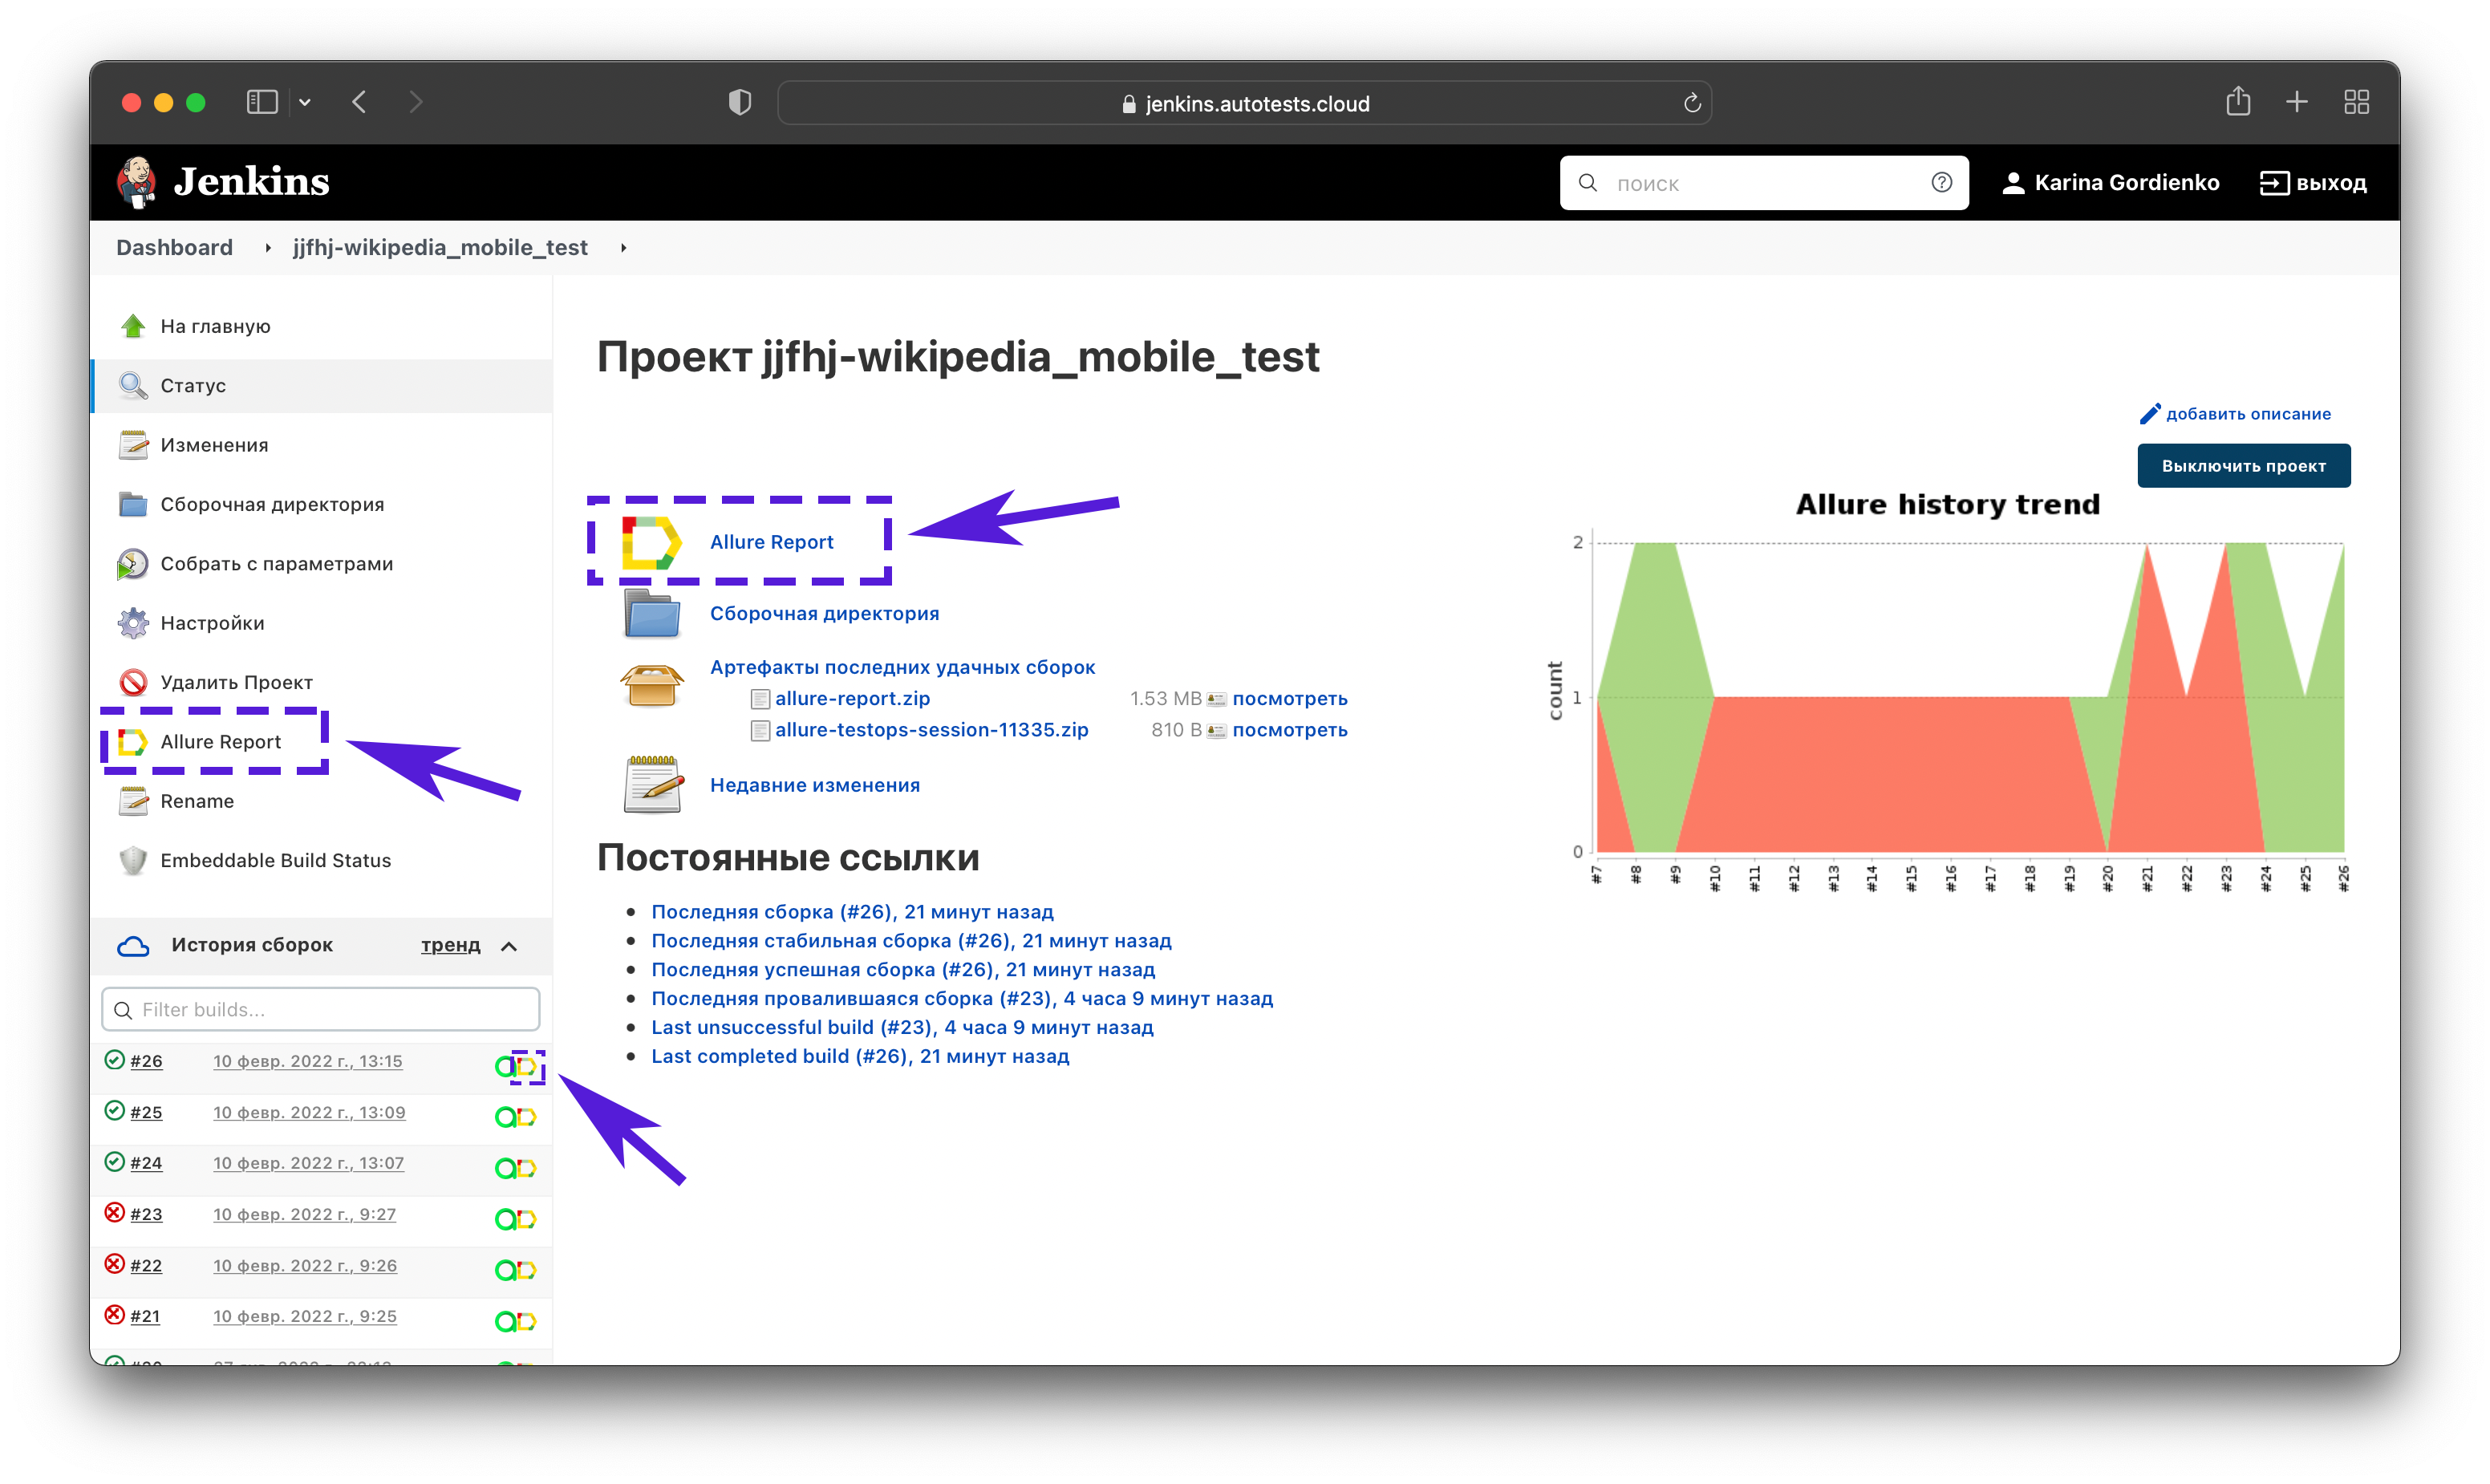 jenkins.autotests.cloud
Jenkins
поиск
Karina Gordienko
выход
Dashboard
jjfhj-wikipedia_mobile_test
На главную
Статус
Изменения
Сборочная директория
Собрать с параметрами
Настройки
Удалить Проект
Allure Report
Rename
Embeddable Build Status
История сборок
тренд
Filter builds...
#26 10 февр. 2022 г., 13:15
#25 10 февр. 2022 г., 13:09
#24 10 февр. 2022 г., 13:07
#23 10 февр. 2022 г., 9:27
#22 10 февр. 2022 г., 9:26
#21 10 февр. 2022 г., 9:25
Проект jjfhj-wikipedia_mobile_test
добавить описание
Выключить проект
Allure Report
Сборочная директория
Артефакты последних удачных сборок
allure-report.zip 1.53 MB посмотреть
allure-testops-session-11335.zip 810 B посмотреть
Недавние изменения
Постоянные ссылки
Последняя сборка (#26), 21 минут назад
Последняя стабильная сборка (#26), 21 минут назад
Последняя успешная сборка (#26), 21 минут назад
Последняя провалившаяся сборка (#23), 4 часа 9 минут назад
Last unsuccessful build (#23), 4 часа 9 минут назад
Last completed build (#26), 21 минут назад
Allure history trend
count
2
1
0
#7 #8 #9 #10 #11 #12 #13 #14 #15 #16 #17 #18 #19 #20 #21 #22 #23 #24 #25 #26